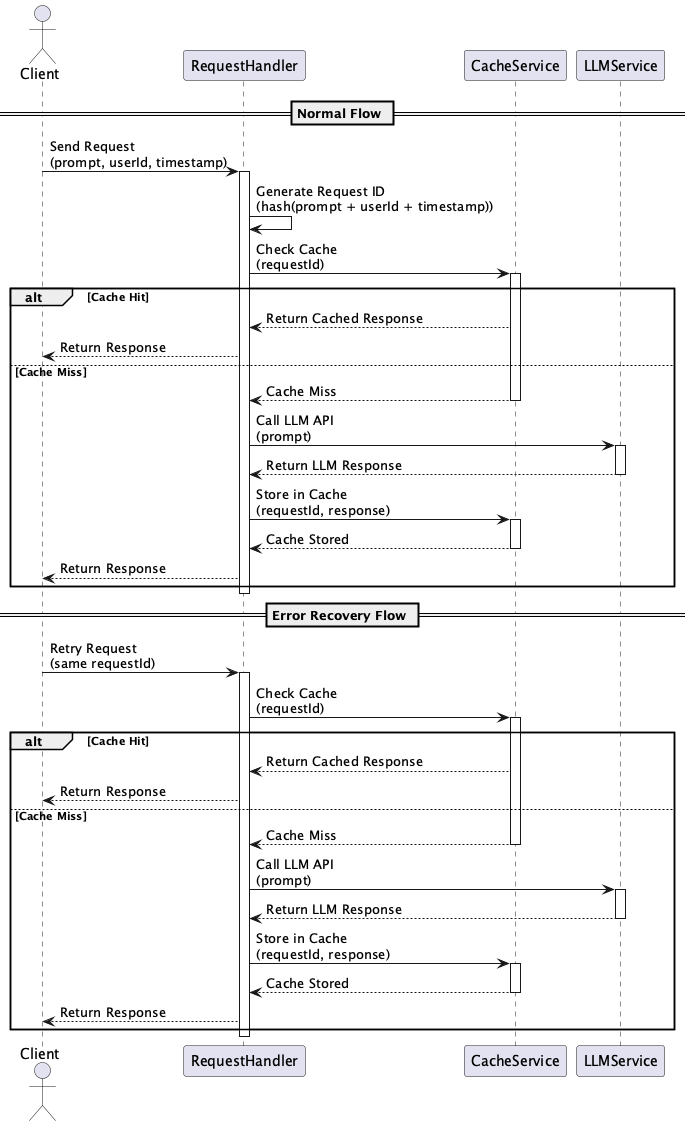 Client
RequestHandler
CacheService
LLMService
Normal Flow
Send Request
(prompt, userId, timestamp)
Generate Request ID
(hash(prompt + userId + timestamp))
Check Cache
(requestId)
alt
[Cache Hit]
Return Cached Response
Return Response
[Cache Miss]
Cache Miss
Call LLM API
(prompt)
Return LLM Response
Store in Cache
(requestId, response)
Cache Stored
Return Response
Error Recovery Flow
Retry Request
(same requestId)
Check Cache
(requestId)
alt
[Cache Hit]
Return Cached Response
Return Response
[Cache Miss]
Cache Miss
Call LLM API
(prompt)
Return LLM Response
Store in Cache
(requestId, response)
Cache Stored
Return Response
Client
RequestHandler
CacheService
LLMService